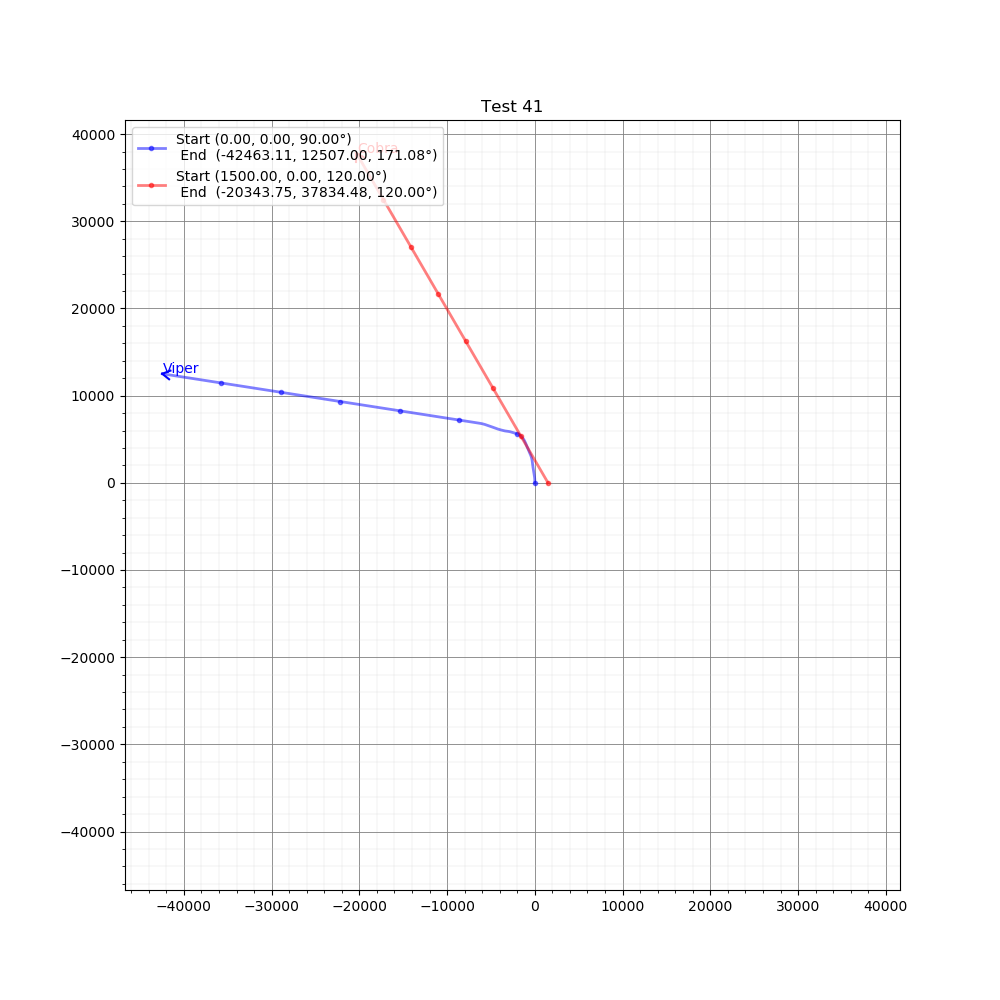 Test 41
Start (0.00, 0.00, 90.00°)
End (-42463.11, 12507.00, 171.08°)
Start (1500.00, 0.00, 120.00°)
End (-20343.75, 37834.48, 120.00°)
Cobra
Viper
40000
30000
20000
10000
0
−10000
−20000
−30000
−40000
−40000 −30000 −20000 −10000 0 10000 20000 30000 40000